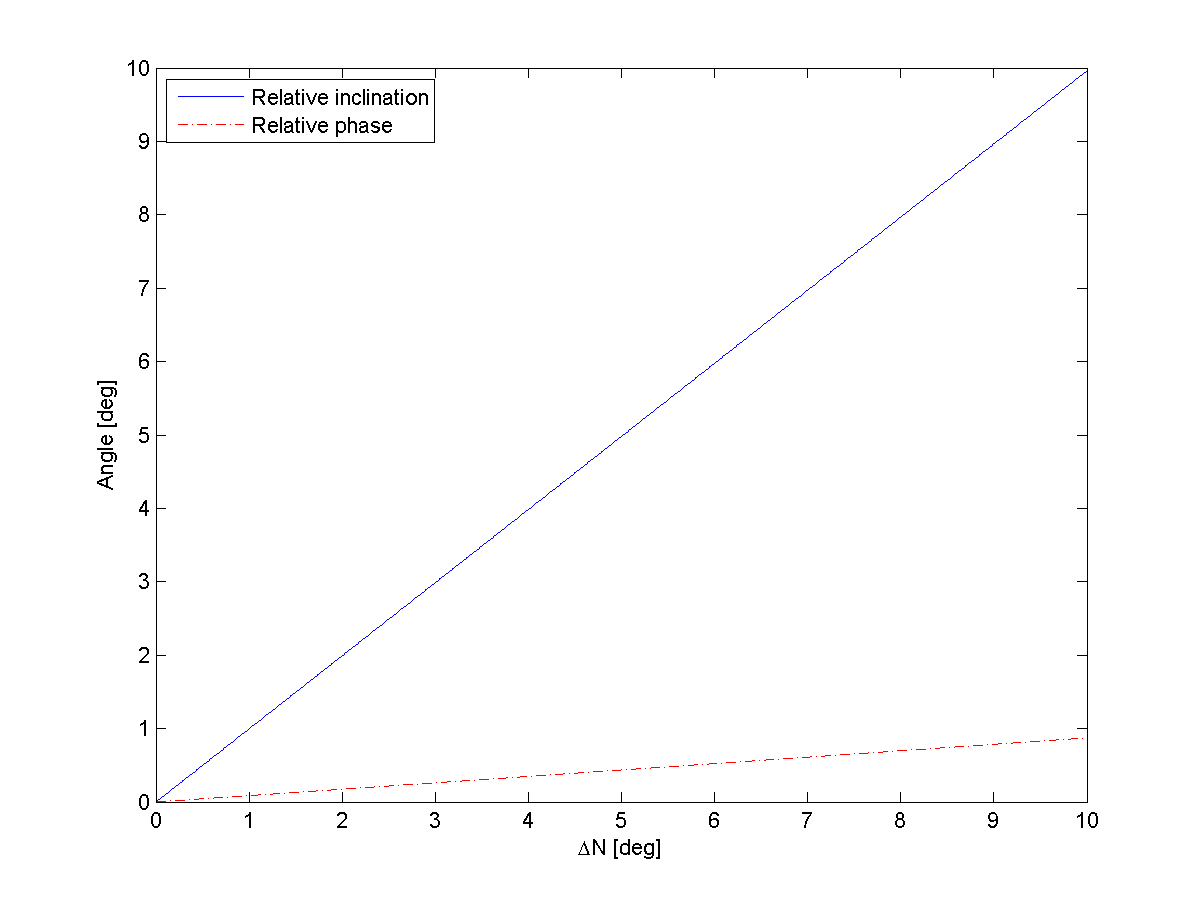 10
9
8
7
6
5
4
3
2
1
0
Angle [deg]
Relative inclination
Relative phase
0 1 2 3 4 5 6 7 8 9 10
ΔN [deg]